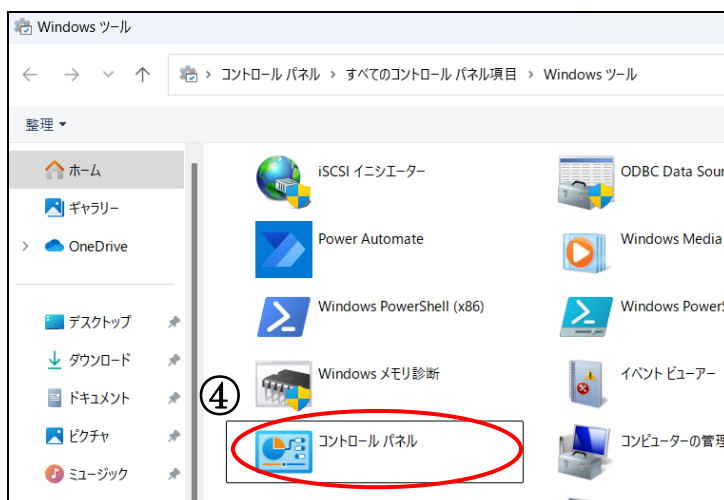 Windows ツール
コントロール パネル › すべてのコントロール パネル項目 › Windows ツール
整理
ホーム
ギャラリー
OneDrive
デスクトップ
ダウンロード
ドキュメント
ピクチャ
ミュージック
iSCSI イニシエーター
ODBC Data Sour
Power Automate
Windows Media
Windows PowerShell (x86)
Windows PowerS
Windows メモリ診断
イベント ビューアー
④
コントロール パネル
コンピューターの管理